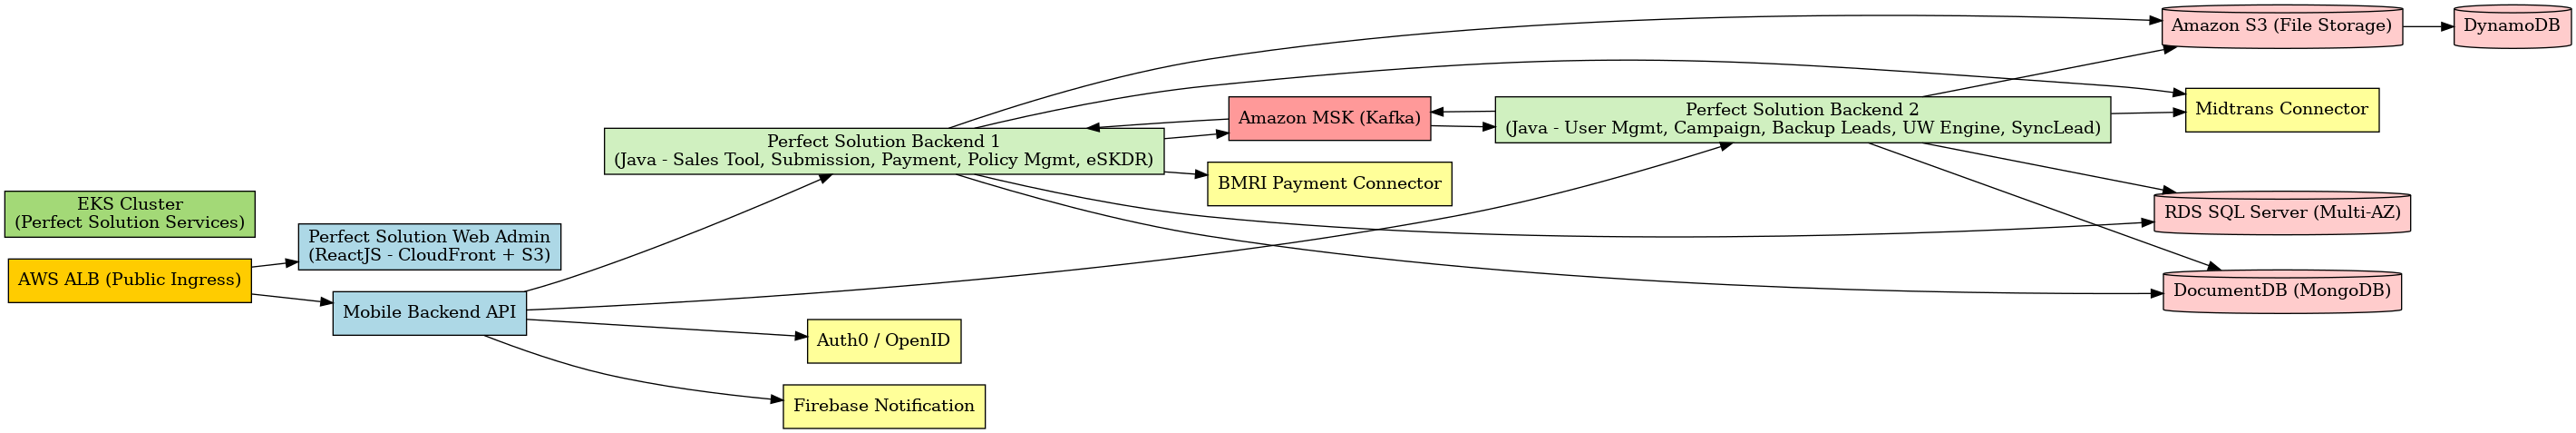 EKS Cluster
(Perfect Solution Services)
AWS ALB (Public Ingress)
Perfect Solution Web Admin
(ReactJS - CloudFront + S3)
Mobile Backend API
Perfect Solution Backend 1
(Java - Sales Tool, Submission, Payment, Policy Mgmt, eSKDR)
Auth0 / OpenID
Firebase Notification
Amazon MSK (Kafka)
BMRI Payment Connector
Perfect Solution Backend 2
(Java - User Mgmt, Campaign, Backup Leads, UW Engine, SyncLead)
Amazon S3 (File Storage)
Midtrans Connector
RDS SQL Server (Multi-AZ)
DocumentDB (MongoDB)
DynamoDB